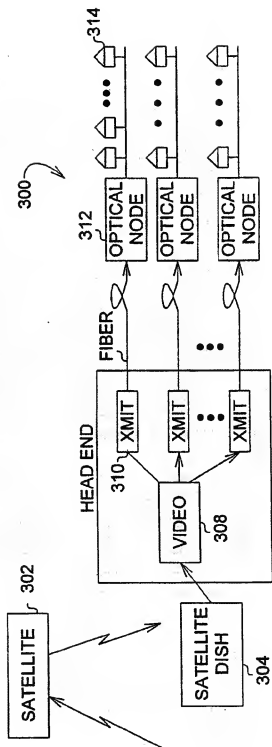 300
314
312
OPTICAL
NODE
OPTICAL
NODE
OPTICAL
NODE
FIBER
HEAD END
310
XMIT
XMIT
XMIT
VIDEO
308
302
SATELLITE
SATELLITE
DISH
304